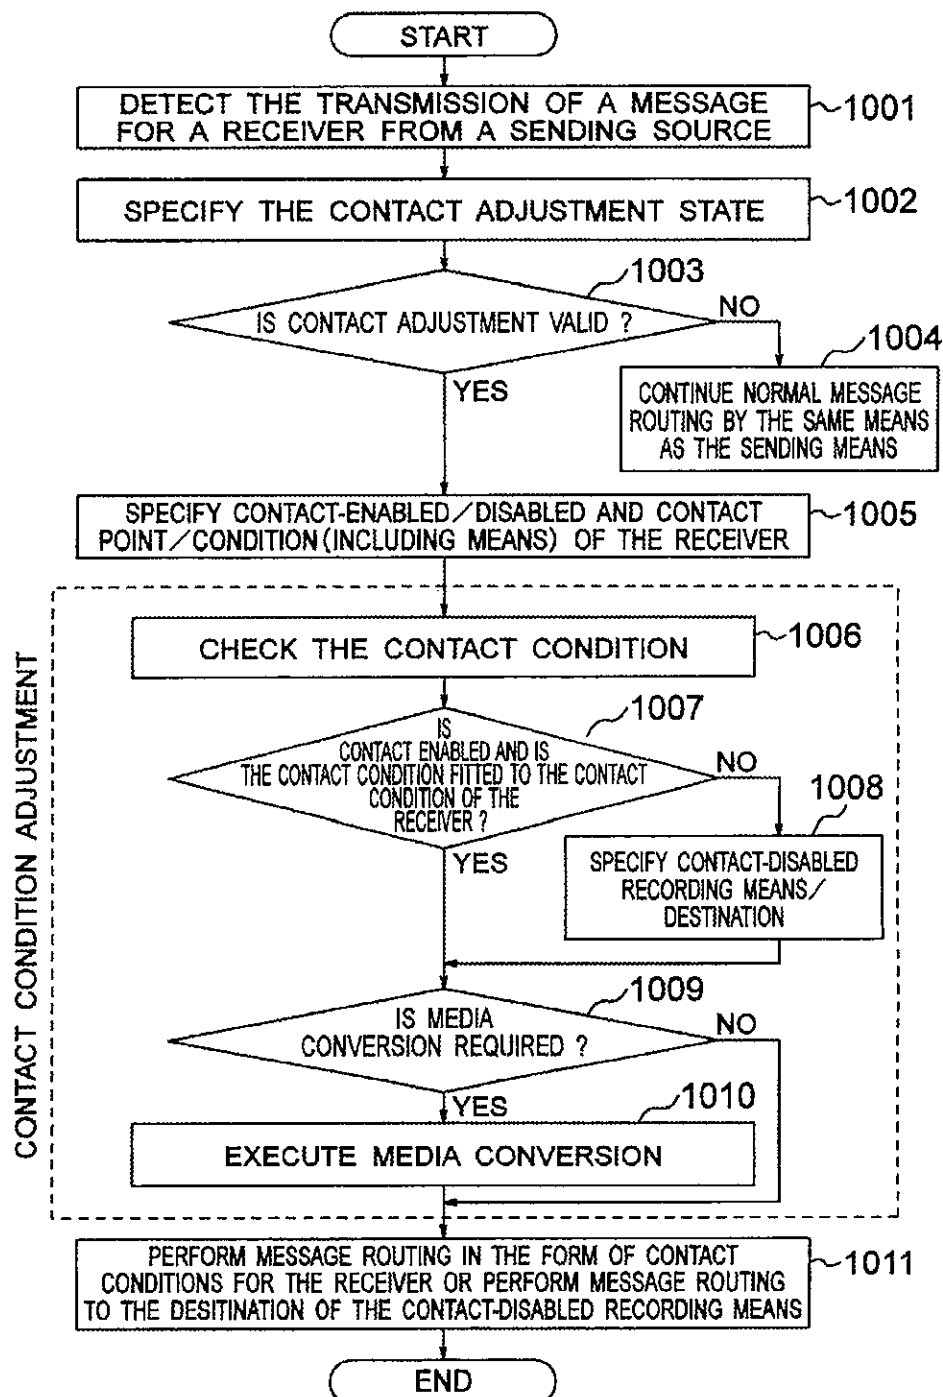 START
DETECT THE TRANSMISSION OF A MESSAGE
FOR A RECEIVER FROM A SENDING SOURCE
1001
SPECIFY THE CONTACT ADJUSTMENT STATE
1002
1003
IS CONTACT ADJUSTMENT VALID ?
NO
YES
1004
CONTINUE NORMAL MESSAGE
ROUTING BY THE SAME MEANS
AS THE SENDING MEANS
SPECIFY CONTACT-ENABLED/DISABLED AND CONTACT
POINT/CONDITION(INCLUDING MEANS) OF THE RECEIVER
1005
CONTACT CONDITION ADJUSTMENT
CHECK THE CONTACT CONDITION
1006
1007
IS
CONTACT ENABLED AND IS
THE CONTACT CONDITION FITTED TO THE CONTACT
CONDITION OF THE
RECEIVER ?
NO
YES
1008
SPECIFY CONTACT-DISABLED
RECORDING MEANS/
DESTINATION
1009
IS MEDIA
CONVERSION REQUIRED ?
NO
YES
1010
EXECUTE MEDIA CONVERSION
PERFORM MESSAGE ROUTING IN THE FORM OF CONTACT
CONDITIONS FOR THE RECEIVER OR PERFORM MESSAGE ROUTING
TO THE DESITINATION OF THE CONTACT-DISABLED RECORDING MEANS
1011
END